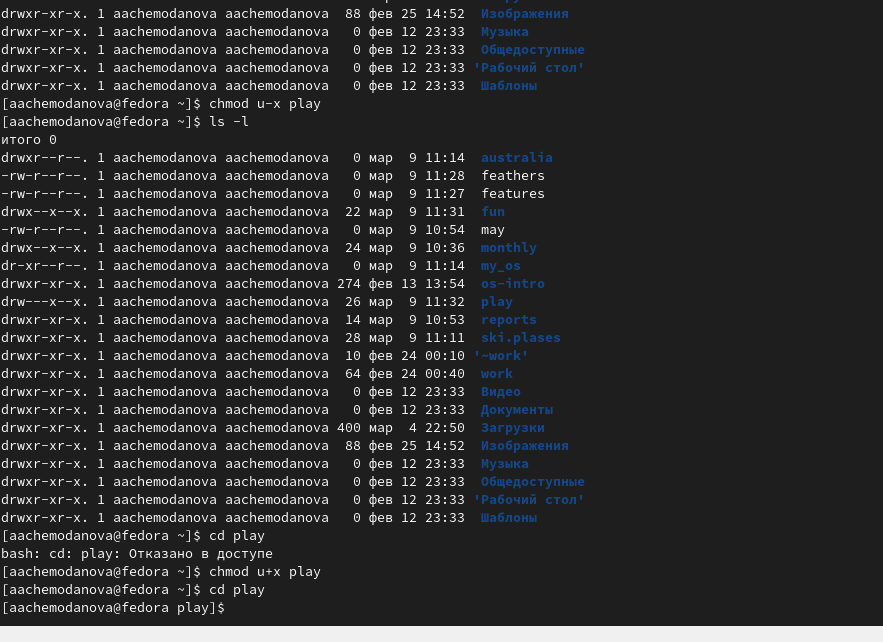 drwxr-xr-x. 1 aachemodanova aachemodanova  88 фев 25 14:52  Изображения
drwxr-xr-x. 1 aachemodanova aachemodanova   0 фев 12 23:33  Музыка
drwxr-xr-x. 1 aachemodanova aachemodanova   0 фев 12 23:33  Общедоступные
drwxr-xr-x. 1 aachemodanova aachemodanova   0 фев 12 23:33 'Рабочий стол'
drwxr-xr-x. 1 aachemodanova aachemodanova   0 фев 12 23:33  Шаблоны
[aachemodanova@fedora ~]$ chmod u-x play
[aachemodanova@fedora ~]$ ls -l
итого 0
drwxr--r--. 1 aachemodanova aachemodanova   0 мар  9 11:14  australia
-rw-r--r--. 1 aachemodanova aachemodanova   0 мар  9 11:28  feathers
-rw-r--r--. 1 aachemodanova aachemodanova   0 мар  9 11:27  features
drwx--x--x. 1 aachemodanova aachemodanova  22 мар  9 11:31  fun
-rw-r--r--. 1 aachemodanova aachemodanova   0 мар  9 10:54  may
drwx--x--x. 1 aachemodanova aachemodanova  24 мар  9 10:36  monthly
dr-xr--r--. 1 aachemodanova aachemodanova   0 мар  9 11:14  my_os
drwxr-xr-x. 1 aachemodanova aachemodanova 274 фев 13 13:54  os-intro
drw---x--x. 1 aachemodanova aachemodanova  26 мар  9 11:32  play
drwxr-xr-x. 1 aachemodanova aachemodanova  14 мар  9 10:53  reports
drwxr-xr-x. 1 aachemodanova aachemodanova  28 мар  9 11:11  ski.plases
drwxr-xr-x. 1 aachemodanova aachemodanova  10 фев 24 00:10 '~work'
drwxr-xr-x. 1 aachemodanova aachemodanova  64 фев 24 00:40  work
drwxr-xr-x. 1 aachemodanova aachemodanova   0 фев 12 23:33  Видео
drwxr-xr-x. 1 aachemodanova aachemodanova   0 фев 12 23:33  Документы
drwxr-xr-x. 1 aachemodanova aachemodanova 400 мар  4 22:50  Загрузки
drwxr-xr-x. 1 aachemodanova aachemodanova  88 фев 25 14:52  Изображения
drwxr-xr-x. 1 aachemodanova aachemodanova   0 фев 12 23:33  Музыка
drwxr-xr-x. 1 aachemodanova aachemodanova   0 фев 12 23:33  Общедоступные
drwxr-xr-x. 1 aachemodanova aachemodanova   0 фев 12 23:33 'Рабочий стол'
drwxr-xr-x. 1 aachemodanova aachemodanova   0 фев 12 23:33  Шаблоны
[aachemodanova@fedora ~]$ cd play
bash: cd: play: Отказано в доступе
[aachemodanova@fedora ~]$ chmod u+x play
[aachemodanova@fedora ~]$ cd play
[aachemodanova@fedora play]$